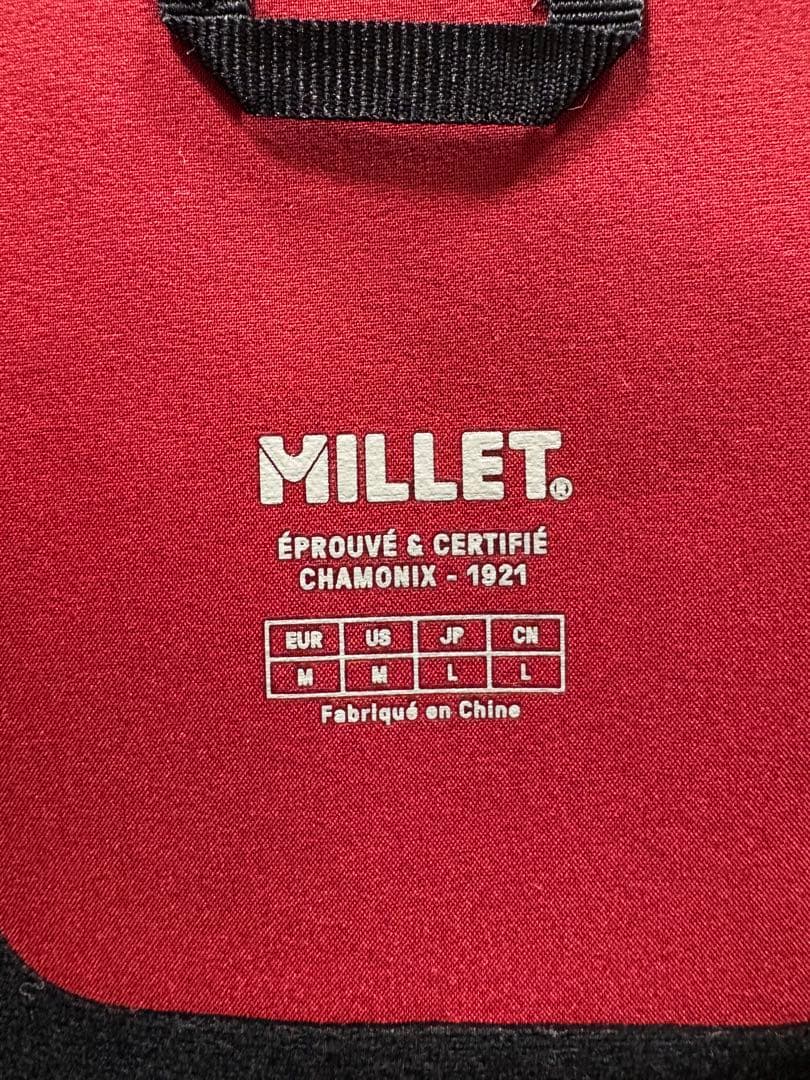 MILLET®
ÉPROUVÉ & CERTIFIÉ
CHAMONIX - 1921
EUR US JP CN
M M L L
Fabriqué en Chine